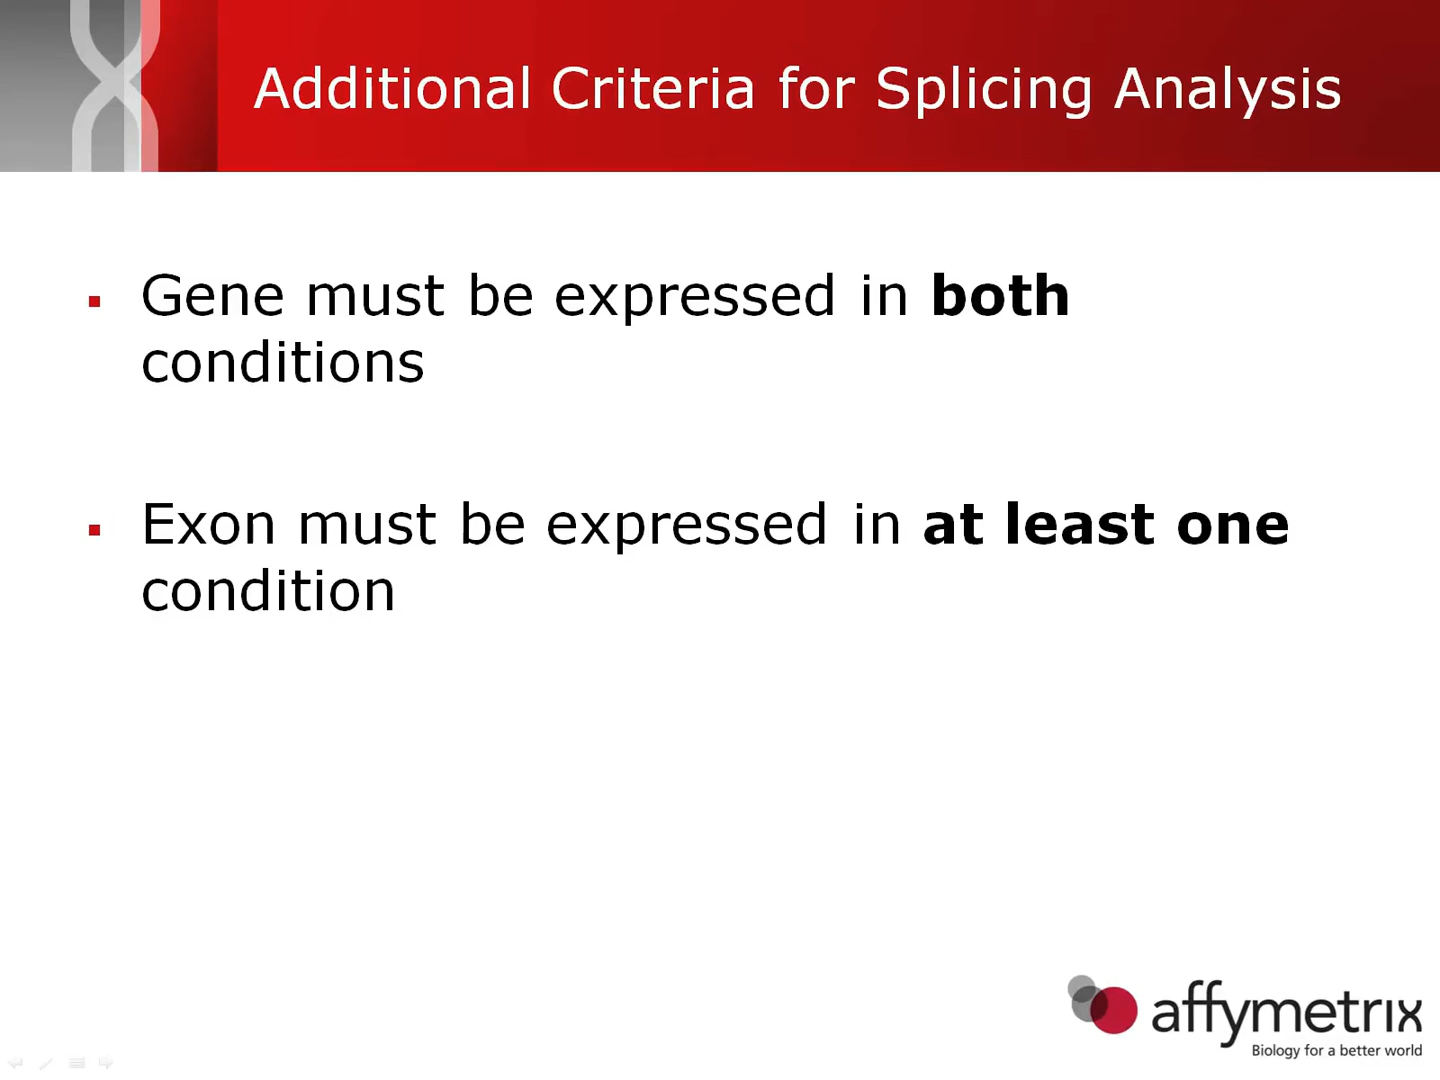 Additional Criteria for Splicing Analysis
Gene must be expressed in both
conditions
Exon must be expressed in at least one
condition
affymetrix
Biology for a better world